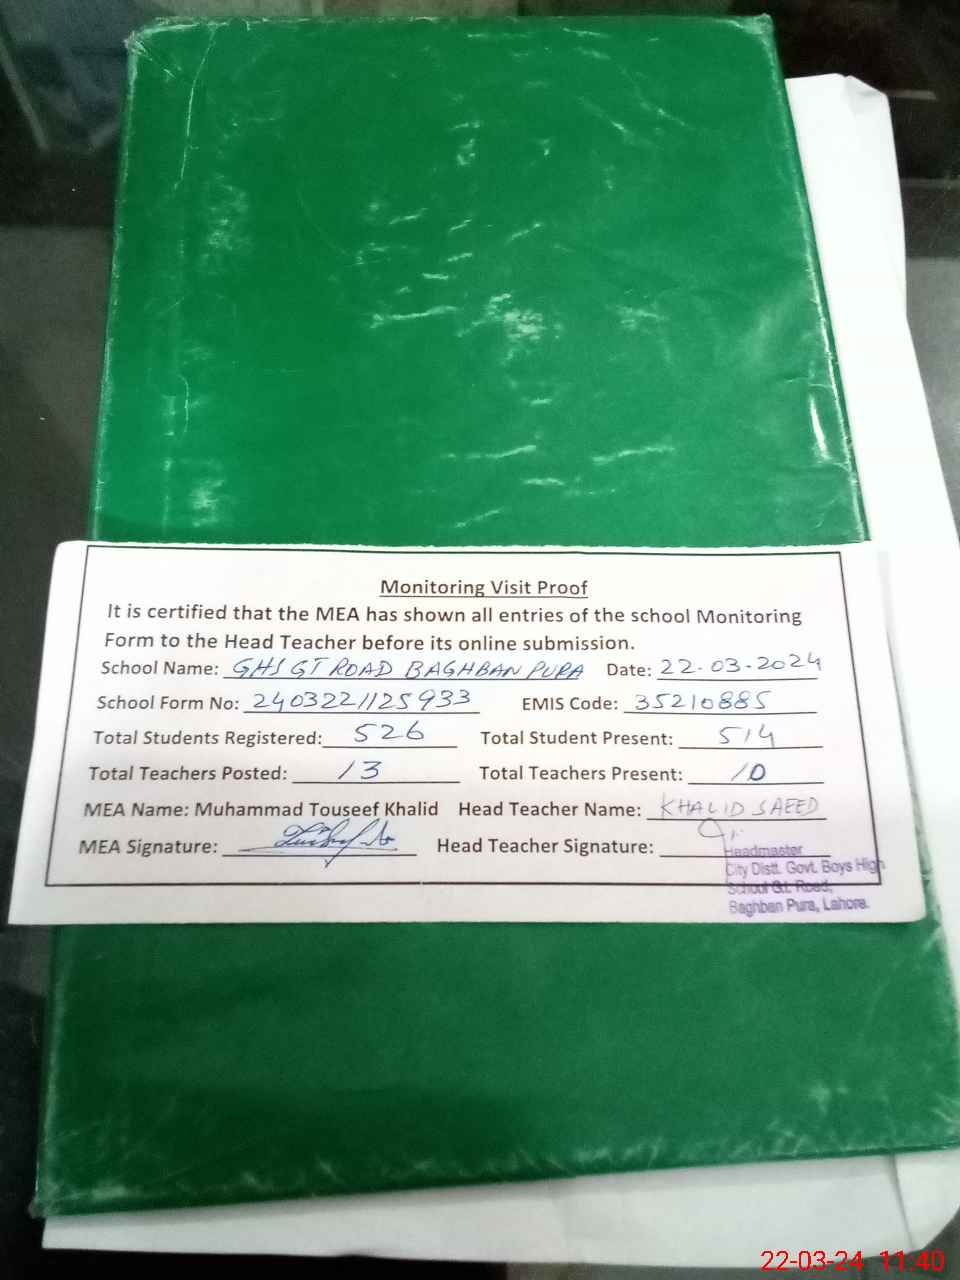 Monitoring Visit Proof
It is certified that the MEA has shown all entries of the school Monitoring
Form to the Head Teacher before its online submission.
School Name: GHS GT ROAD BAGHBAN PURA Date: 22-03-2024
School Form No: 2403221125933 EMIS Code: 35210885
Total Students Registered: 526 Total Student Present: 514
Total Teachers Posted: 13 Total Teachers Present: 10
MEA Name: Muhammad Touseef Khalid Head Teacher Name: KHALID SAEED
MEA Signature: Head Teacher Signature:
Headmaster
City Distt. Govt. Boys High
School G.t. Road,
Baghban Pura, Lahore.
22-03-24 11:40